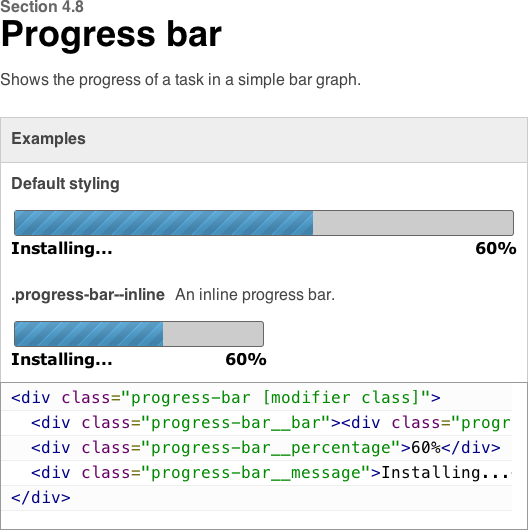 Section 4.8
Progress bar
Shows the progress of a task in a simple bar graph.
Examples
Default styling
Installing... 60%
.progress-bar--inline An inline progress bar.
Installing... 60%
<div class="progress-bar [modifier class]">
<div class="progress-bar__bar"><div class="progr
<div class="progress-bar__percentage">60%</div>
<div class="progress-bar__message">Installing...
</div>